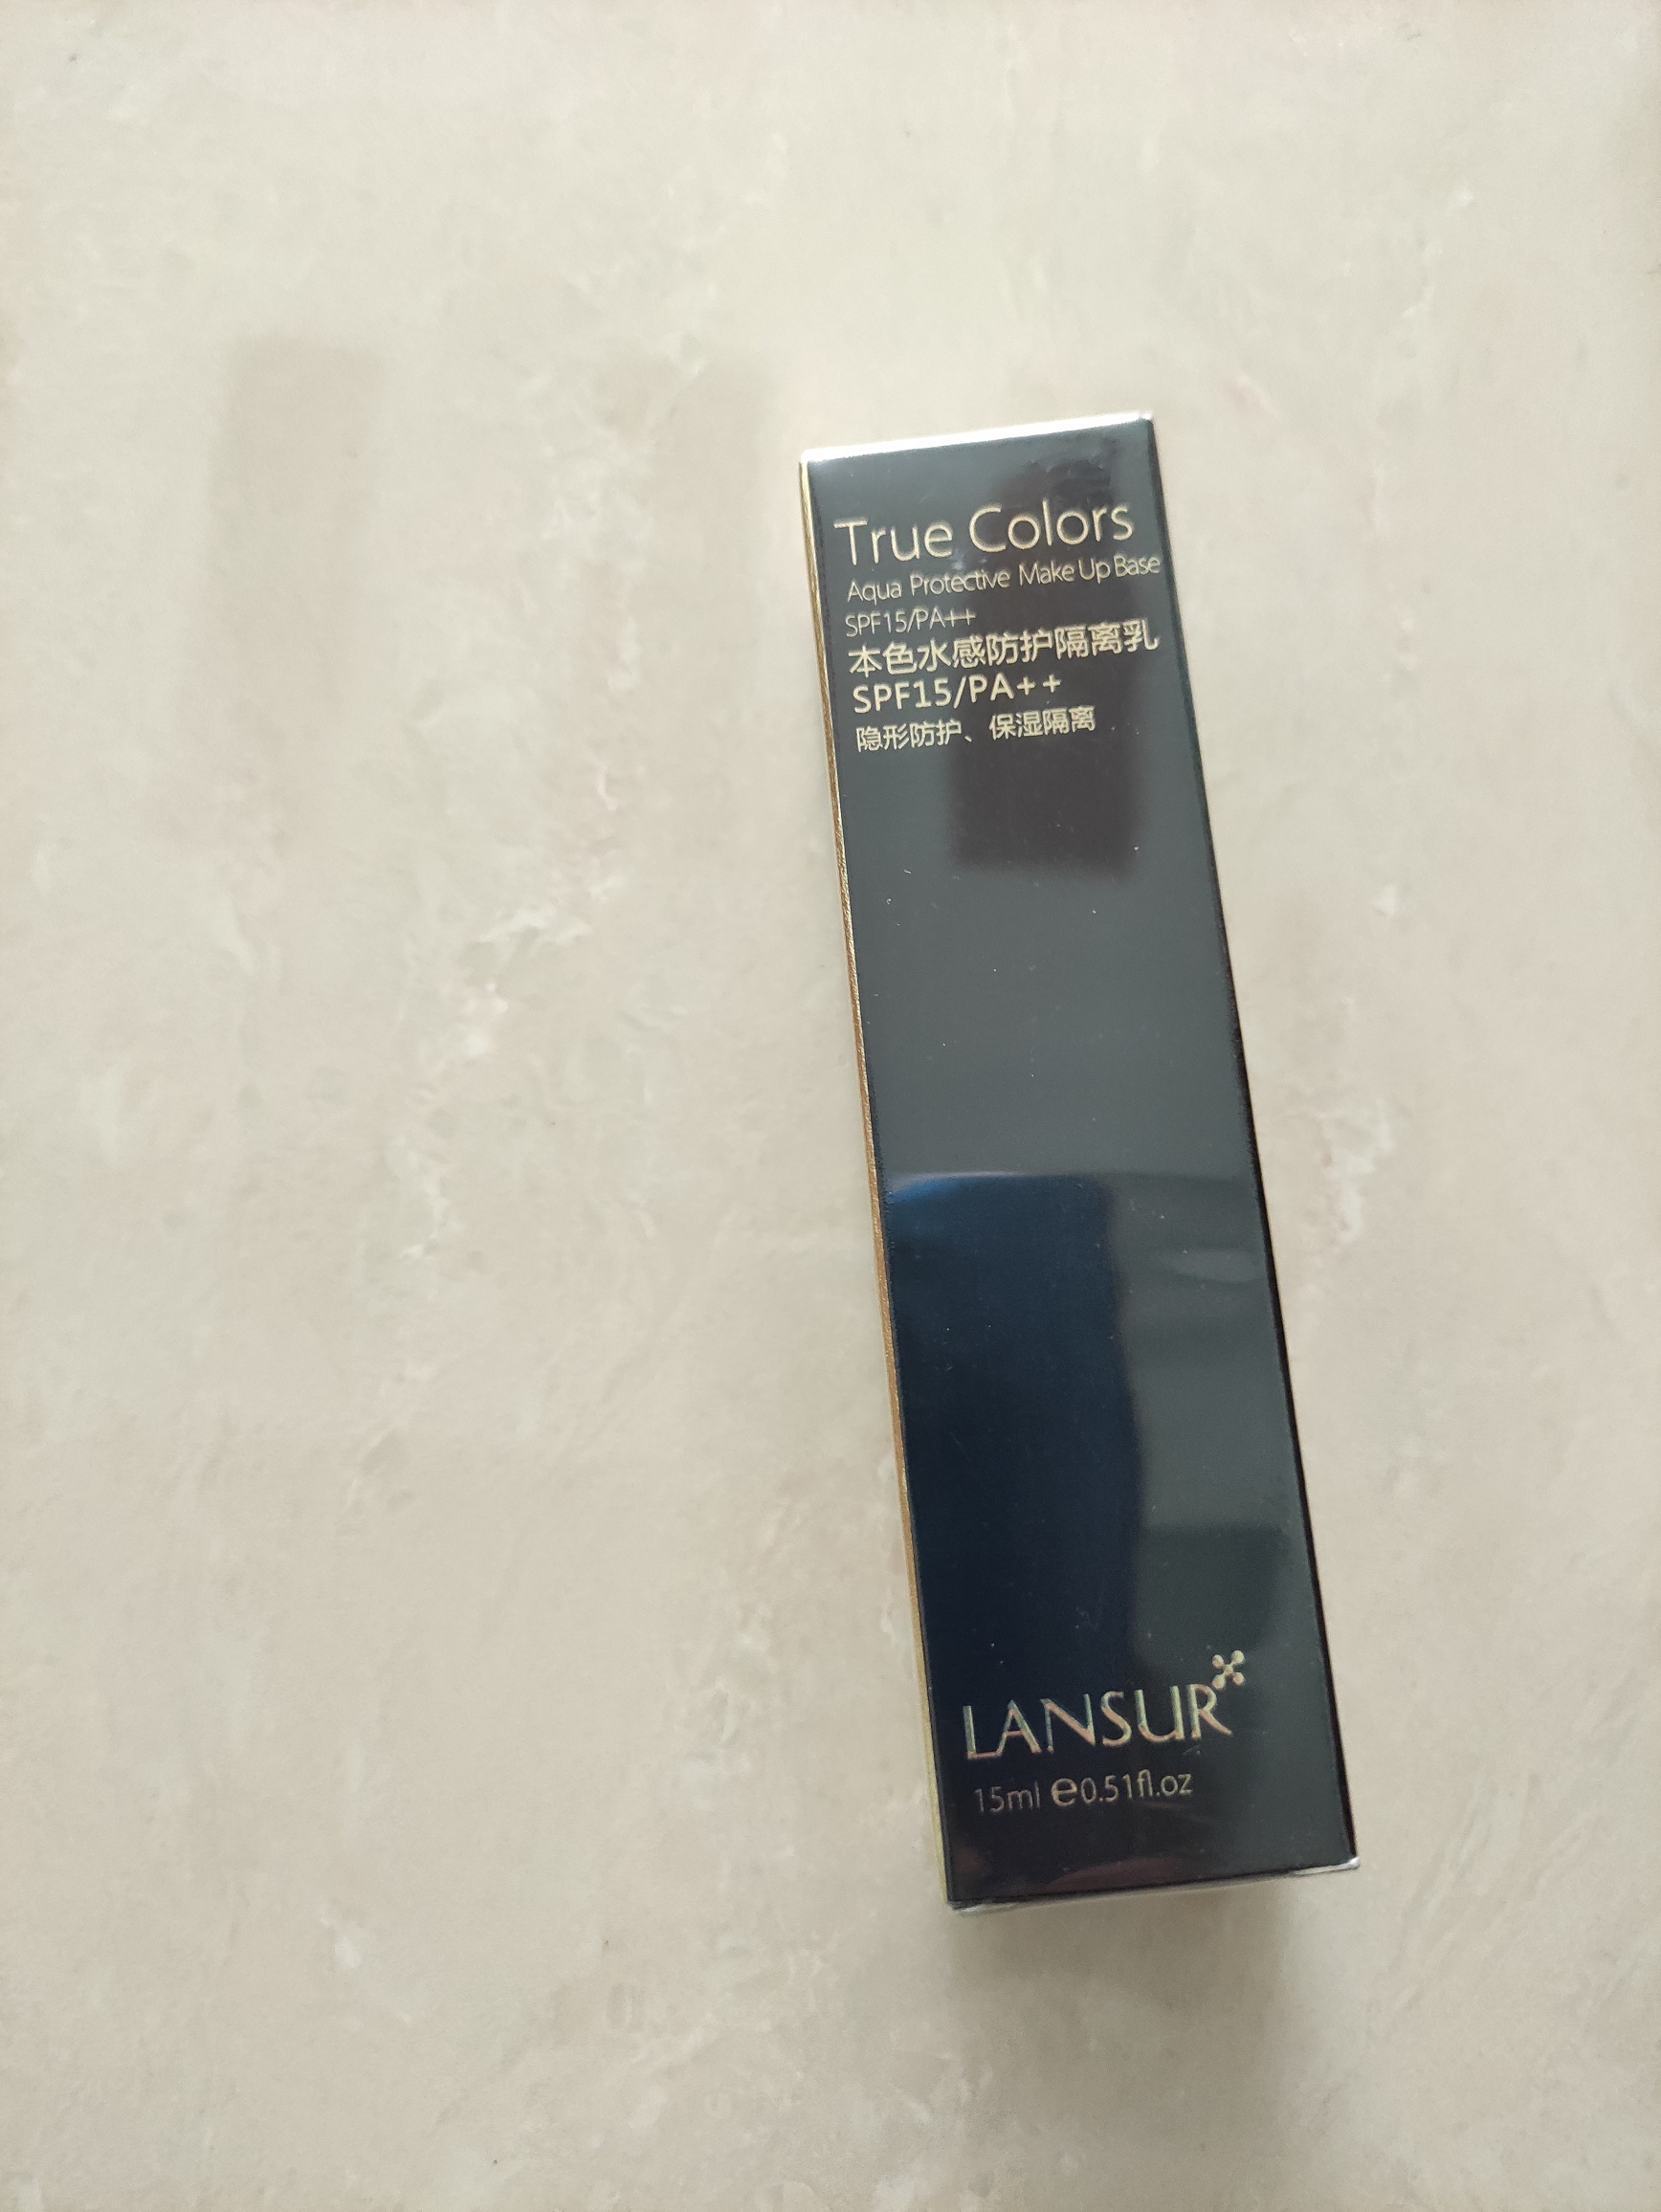 True Colors
Aqua Protective Make Up Base
SPF15/PA++
本色水感防护隔离乳
SPF15/PA++
隐形防护、保湿隔离
LANSUR
15ml e0.51fl.oz